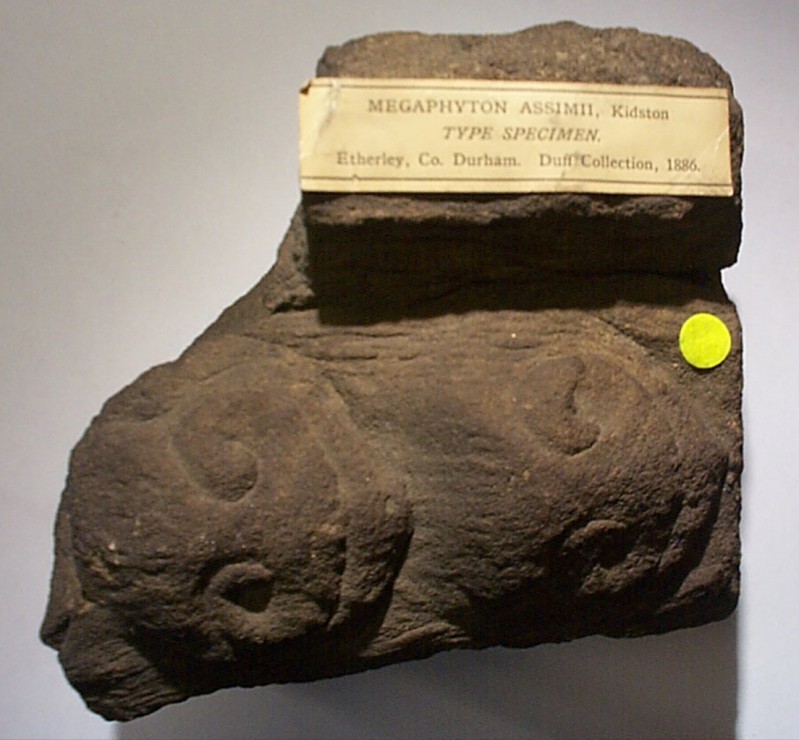 MEGAPHYTON ASSIMII, Kidston
TYPE SPECIMEN.
Etherley, Co. Durham. Duff Collection, 1886.